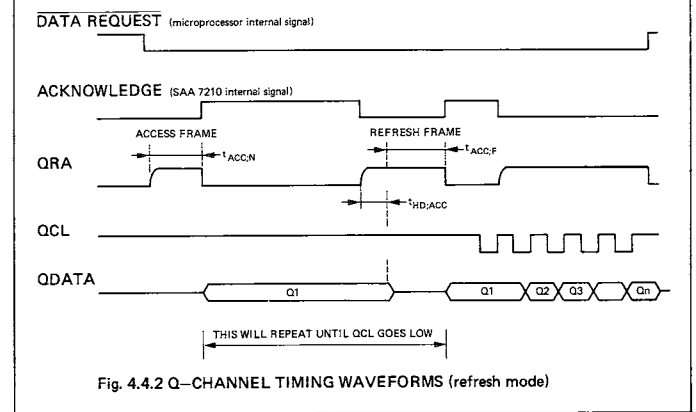 DATA REQUEST (microprocessor internal signal)
ACKNOWLEDGE (SAA 7210 internal signal)
ACCESS FRAME
REFRESH FRAME
tACC;N
tACC;F
QRA
tHD;ACC
QCL
QDATA
Q1
Q1
Q2
Q3
Qn
THIS WILL REPEAT UNTIL QCL GOES LOW
Fig. 4.4.2 Q–CHANNEL TIMING WAVEFORMS (refresh mode)